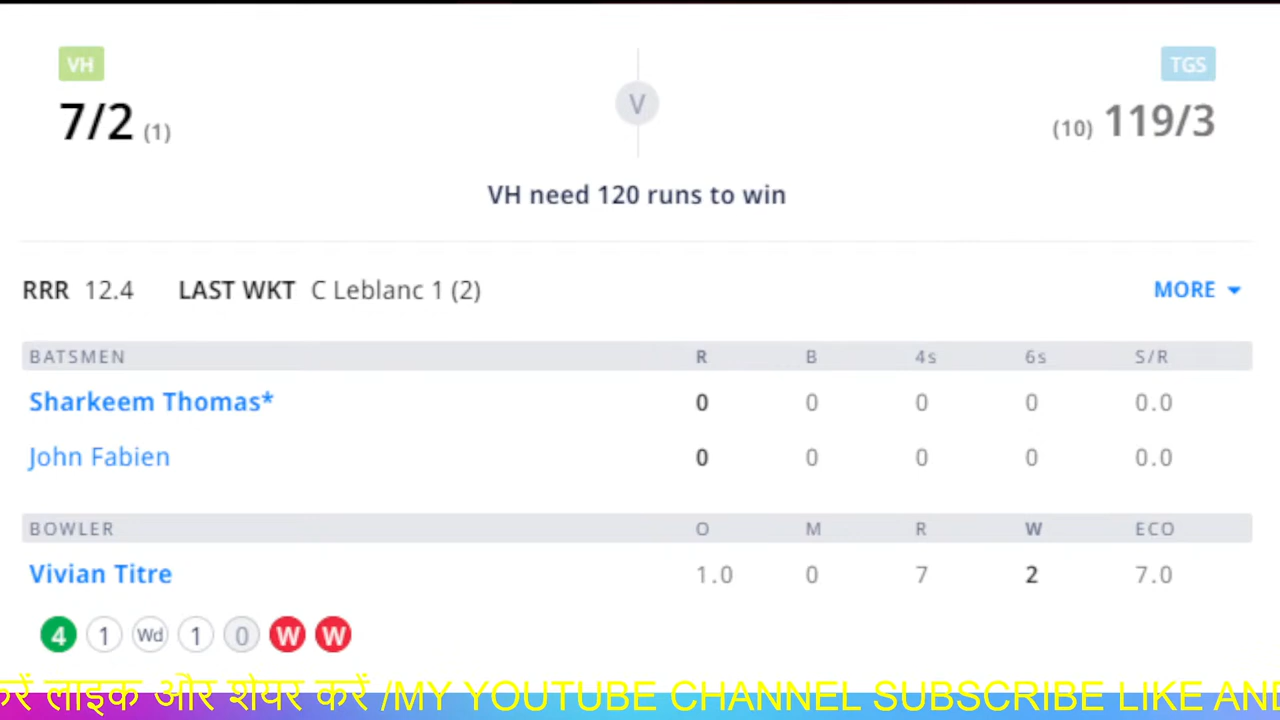 VH
7/2 (1)
V
TGS
(10) 119/3
VH need 120 runs to win
RRR 12.4 LAST WKT C Leblanc 1 (2) MORE
BATSMEN R B 4s 6s S/R
Sharkeem Thomas* 0 0 0 0 0.0
John Fabien 0 0 0 0 0.0
BOWLER O M R W ECO
Vivian Titre 1.0 0 7 2 7.0
4 1 Wd 1 0 W W
करें लाइक और शेयर करें /MY YOUTUBE CHANNEL SUBSCRIBE LIKE AND